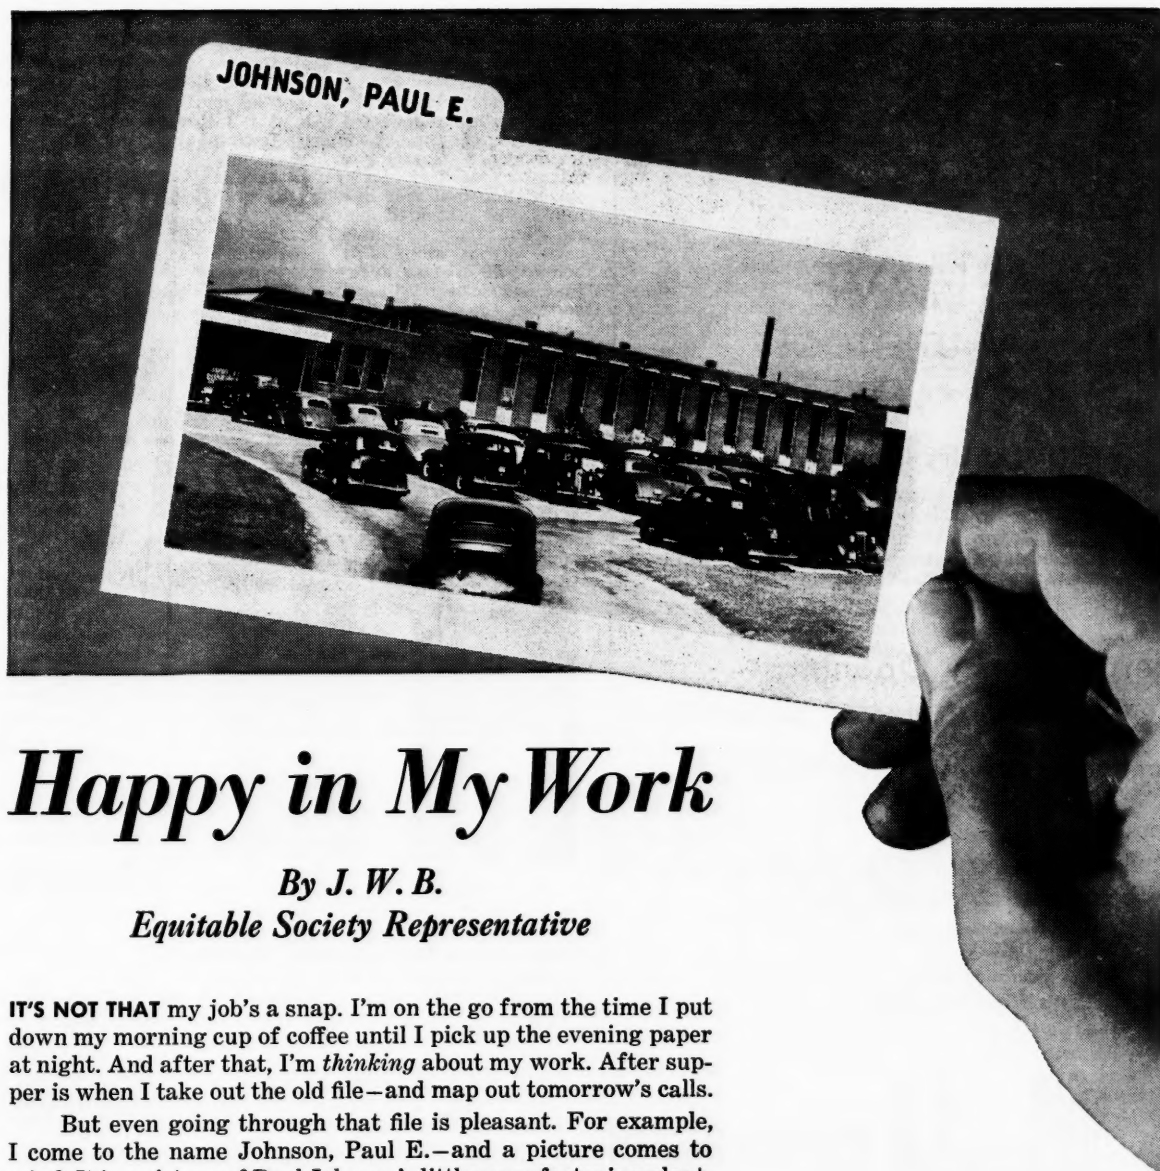 JOHNSON, PAUL E.
Happy in My Work
By J. W. B.
Equitable Society Representative
IT'S NOT THAT my job's a snap. I'm on the go from the time I put
down my morning cup of coffee until I pick up the evening paper
at night. And after that, I'm thinking about my work. After sup-
per is when I take out the old file—and map out tomorrow's calls.
But even going through that file is pleasant. For example,
I come to the name Johnson, Paul E.—and a picture comes to